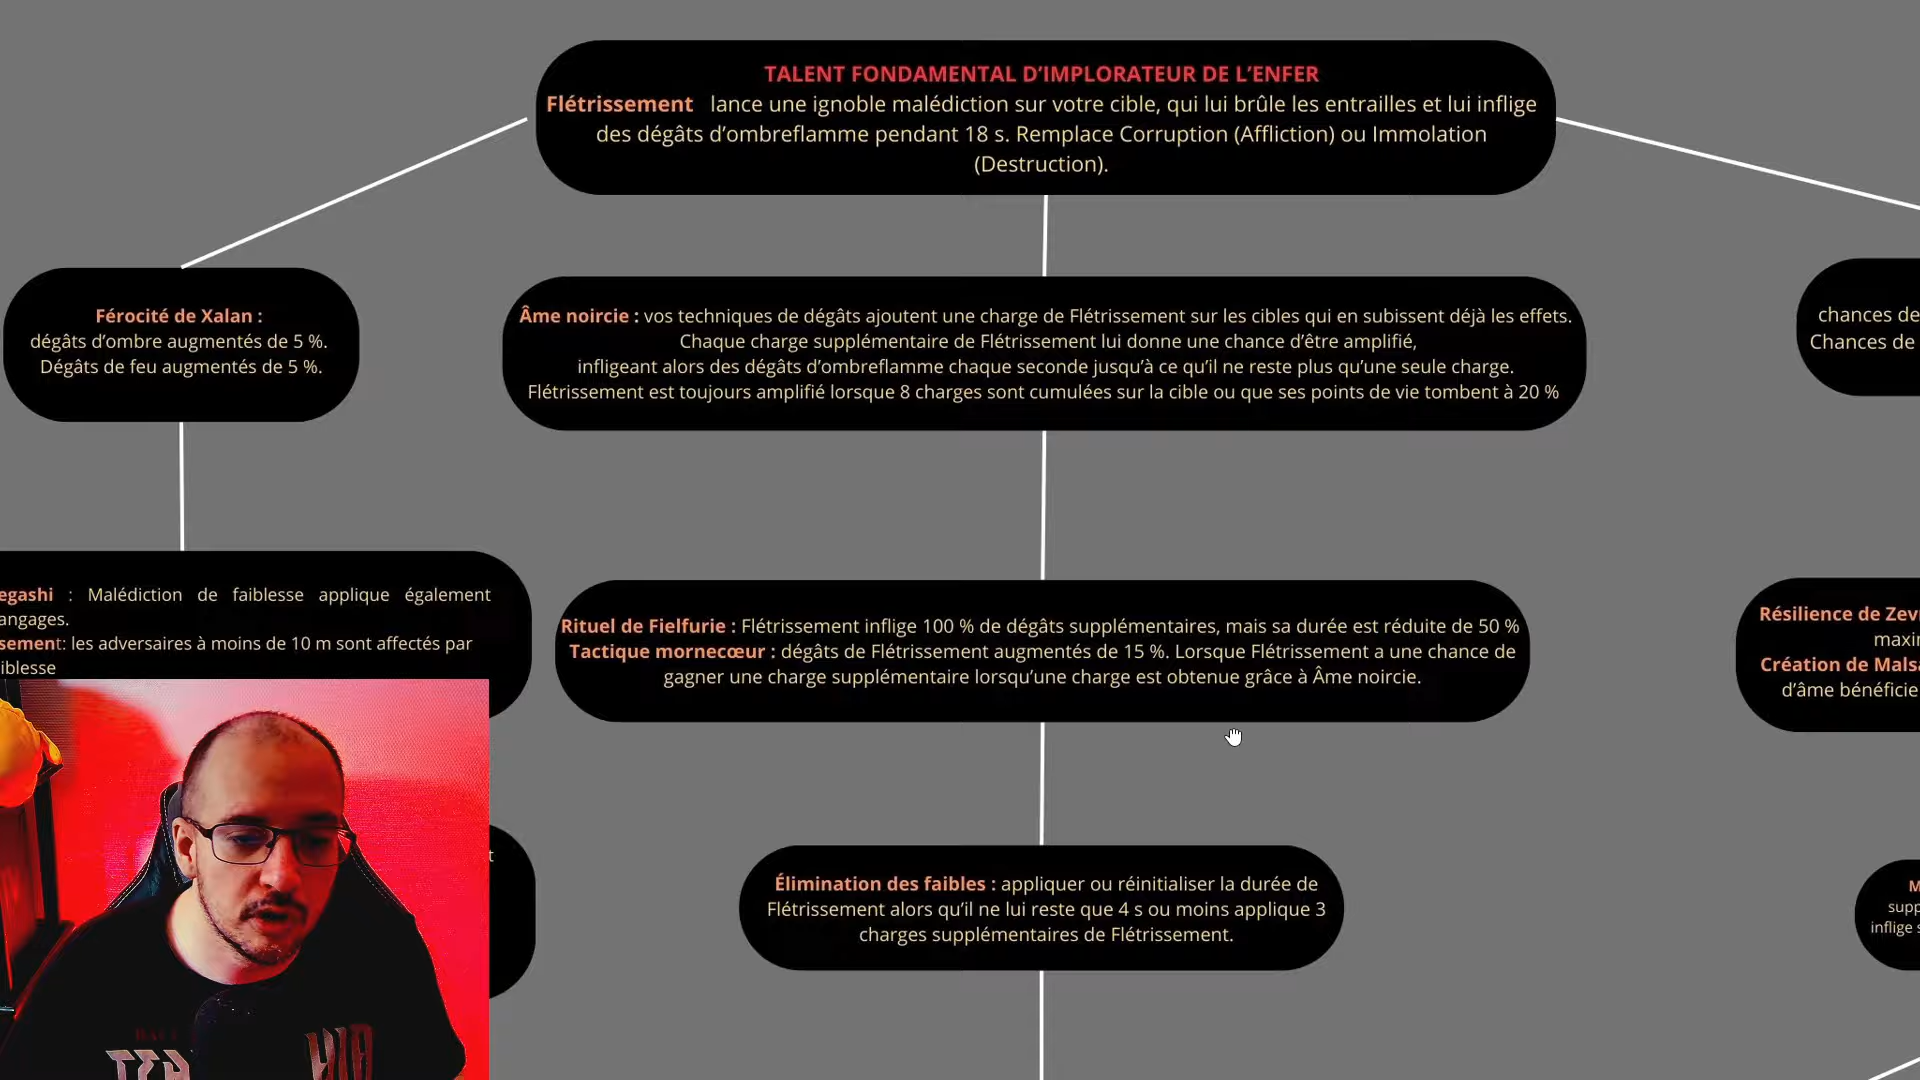 TALENT FONDAMENTAL D'IMPLORATEUR DE L'ENFER
Flétrissement lance une ignoble malédiction sur votre cible, qui lui brûle les entrailles et lui inflige
des dégâts d'ombreflamme pendant 18 s. Remplace Corruption (Affliction) ou Immolation
(Destruction).
Férocité de Xalan :
dégâts d'ombre augmentés de 5 %.
Dégâts de feu augmentés de 5 %.
Âme noircie : vos techniques de dégâts ajoutent une charge de Flétrissement sur les cibles qui en subissent déjà les effets.
Chaque charge supplémentaire de Flétrissement lui donne une chance d'être amplifié,
infligeant alors des dégâts d'ombreflamme chaque seconde jusqu'à ce qu'il ne reste plus qu'une seule charge.
Flétrissement est toujours amplifié lorsque 8 charges sont cumulées sur la cible ou que ses points de vie tombent à 20 %
chances de
Chances de
egashi : Malédiction de faiblesse applique également
angages.
sement: les adversaires à moins de 10 m sont affectés par
iblesse
Rituel de Fielfurie : Flétrissement inflige 100 % de dégâts supplémentaires, mais sa durée est réduite de 50 %
Tactique mornecœur : dégâts de Flétrissement augmentés de 15 %. Lorsque Flétrissement a une chance de
gagner une charge supplémentaire lorsqu'une charge est obtenue grâce à Âme noircie.
Résilience de Zev
maxi
Création de Malsa
d'âme bénéficie
t
Élimination des faibles : appliquer ou réinitialiser la durée de
Flétrissement alors qu'il ne lui reste que 4 s ou moins applique 3
charges supplémentaires de Flétrissement.
M
supp
inflige s